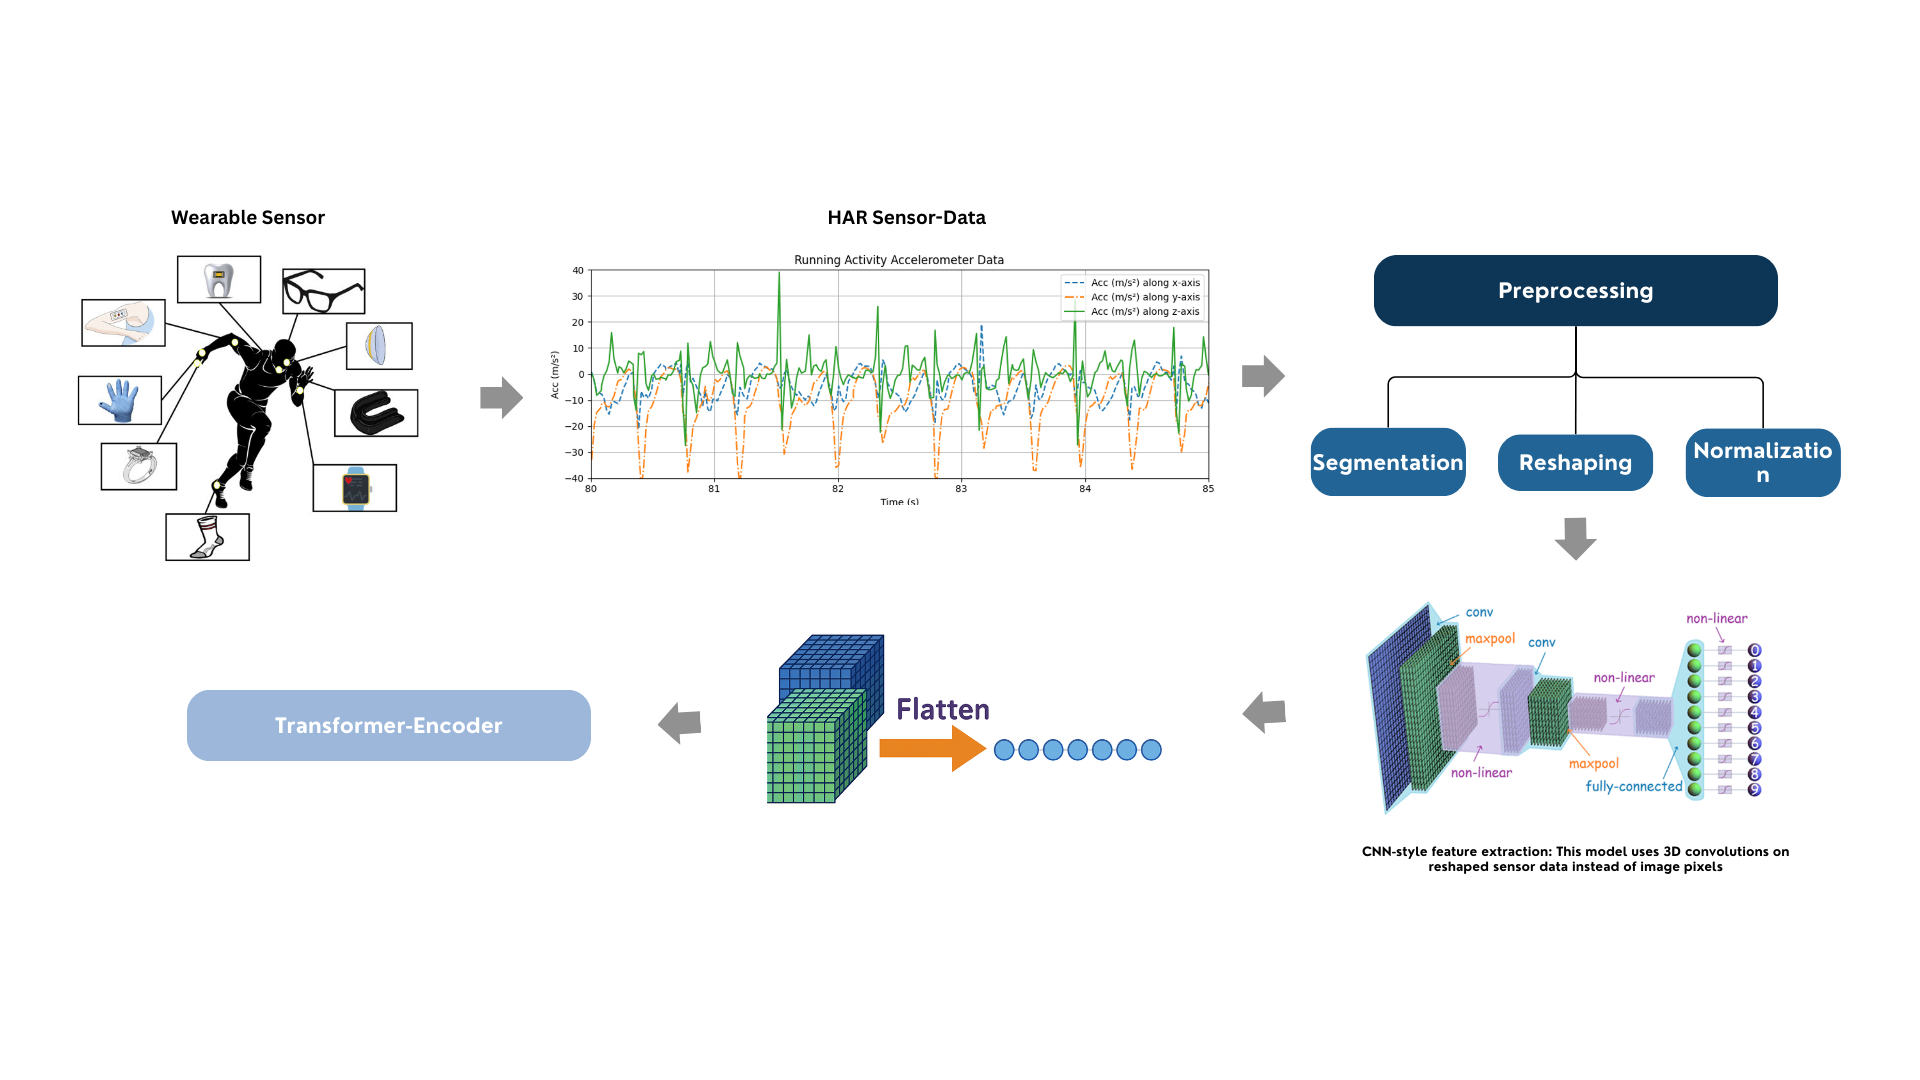 Wearable Sensor
HAR Sensor-Data
Running Activity Accelerometer Data
Acc (m/s²)
40
30
20
10
0
−10
−20
−30
−40
Acc (m/s²) along x-axis
Acc (m/s²) along y-axis
Acc (m/s²) along z-axis
80
81
82
83
84
85
Time (s)
Preprocessing
Segmentation
Reshaping
Normalizatio
n
conv
maxpool
conv
non-linear
non-linear
non-linear
maxpool
fully-connected
0
1
2
3
4
5
6
7
8
9
CNN-style feature extraction: This model uses 3D convolutions on
reshaped sensor data instead of image pixels
Flatten
Transformer-Encoder